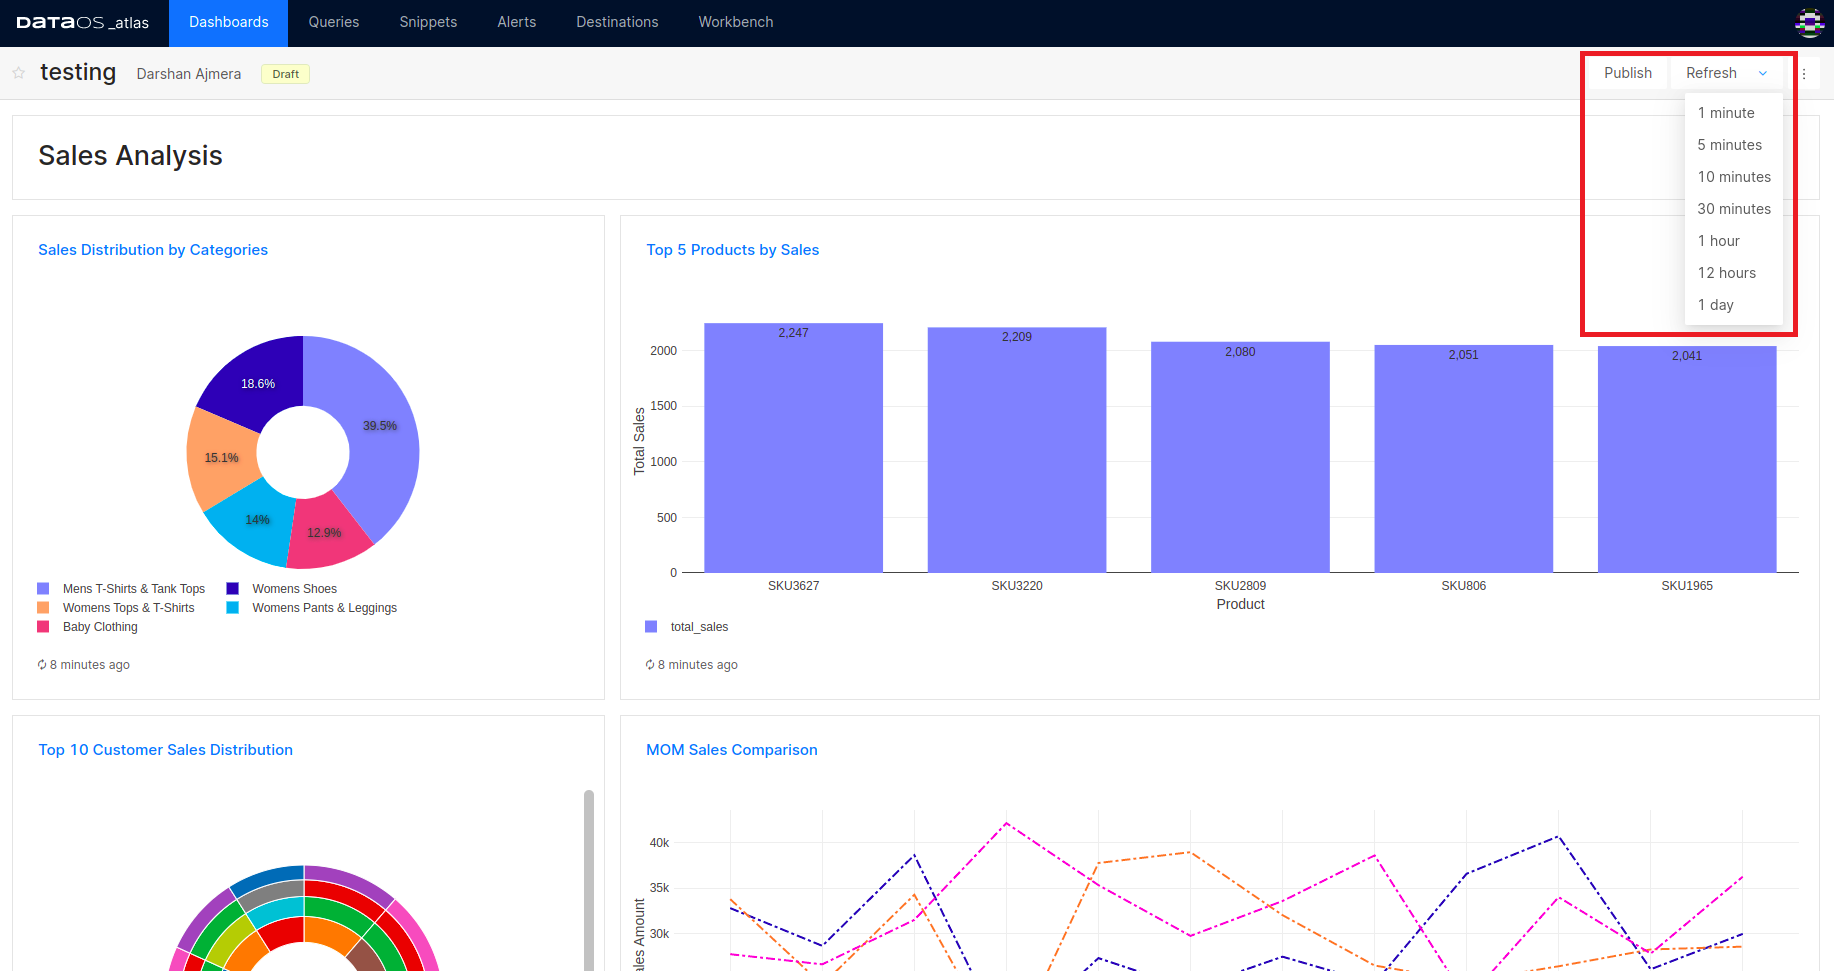 DATAOS_atlas Dashboards Queries Snippets Alerts Destinations Workbench
testing Darshan Ajmera Draft Publish Refresh
1 minute
5 minutes
10 minutes
30 minutes
1 hour
12 hours
1 day
Sales Analysis
Sales Distribution by Categories
18.6%
39.5%
15.1%
14%
12.9%
Mens T-Shirts & Tank Tops Womens Shoes
Womens Tops & T-Shirts Womens Pants & Leggings
Baby Clothing
8 minutes ago
Top 5 Products by Sales
2,247 2,209 2,080 2,051 2,041
2000
1500
1000
500
0
Total Sales
SKU3627 SKU3220 SKU2809 SKU806 SKU1965
Product
total_sales
8 minutes ago
Top 10 Customer Sales Distribution
MOM Sales Comparison
40k
35k
30k
ales Amount